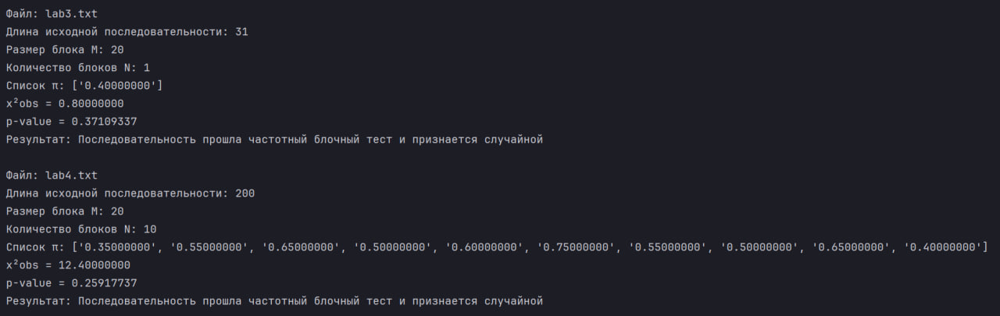 Файл: lab3.txt
Длина исходной последовательности: 31
Размер блока M: 20
Количество блоков N: 1
Список π: ['0.40000000']
x²obs = 0.80000000
p-value = 0.37109337
Результат: Последовательность прошла частотный блочный тест и признается случайной

Файл: lab4.txt
Длина исходной последовательности: 200
Размер блока M: 20
Количество блоков N: 10
Список π: ['0.35000000', '0.55000000', '0.65000000', '0.50000000', '0.60000000', '0.75000000', '0.55000000', '0.50000000', '0.65000000', '0.40000000']
x²obs = 12.40000000
p-value = 0.25917737
Результат: Последовательность прошла частотный блочный тест и признается случайной